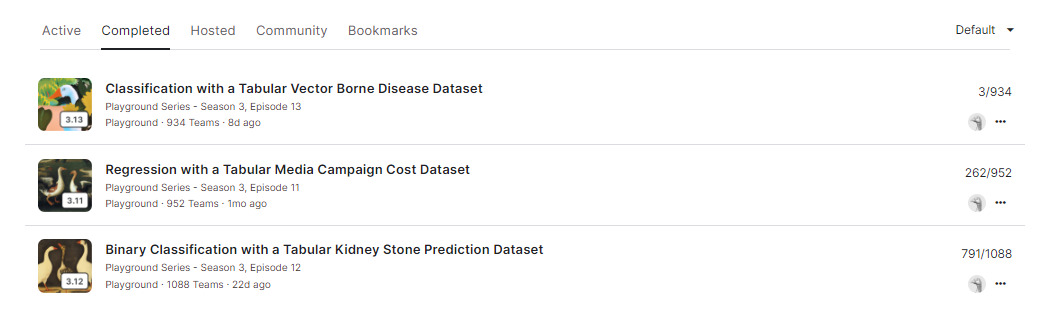 Active Completed Hosted Community Bookmarks Default
Classification with a Tabular Vector Borne Disease Dataset
3/934
Playground Series - Season 3, Episode 13
3.13
Playground · 934 Teams · 8d ago
Regression with a Tabular Media Campaign Cost Dataset
262/952
Playground Series - Season 3, Episode 11
3.11
Playground · 952 Teams · 1mo ago
Binary Classification with a Tabular Kidney Stone Prediction Dataset
791/1088
Playground Series - Season 3, Episode 12
3.12
Playground · 1088 Teams · 22d ago